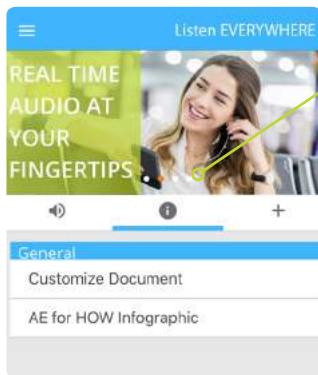 Listen EVERYWHERE
REAL TIME
AUDIO AT
YOUR
FINGERTIPS
General
Customize Document
AE for HOW Infographic